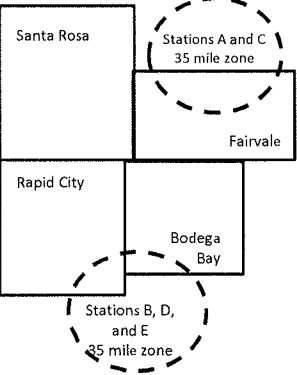 Santa Rosa
Stations A and C
35 mile zone
Fairvale
Rapid City
Bodega
Bay
Stations B, D,
and E
35 mile zone